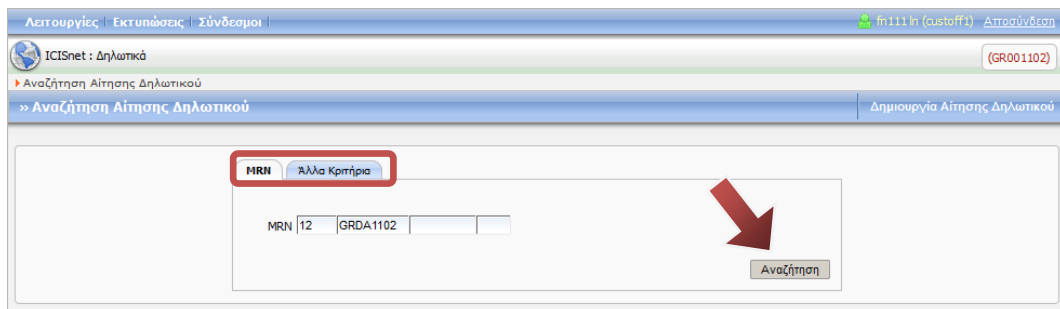 Λειτουργίες | Εκτυπώσεις | Σύνδεσμοι | fn111 ln (custoff1) Αποσύνδεση
ICISnet : Δηλωτικά (GR001102)
Αναζήτηση Αίτησης Δηλωτικού
» Αναζήτηση Αίτησης Δηλωτικού Δημιουργία Αίτησης Δηλωτικού
MRN Άλλα Κριτήρια
MRN 12 GRDA1102
Αναζήτηση